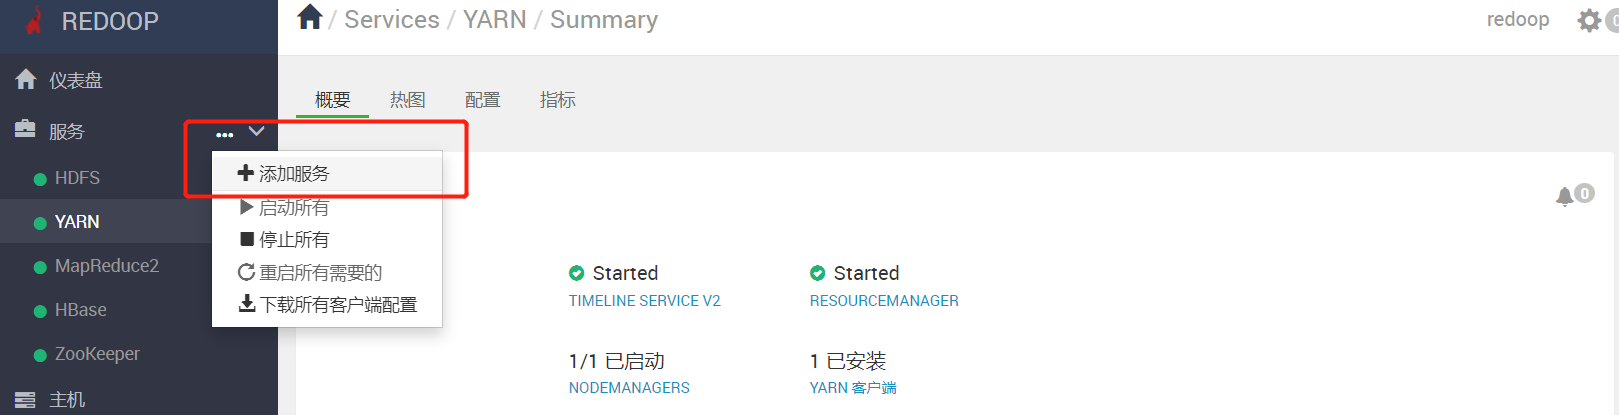 REDOOP
/ Services / YARN / Summary
redoop
0
仪表盘
服务
HDFS
YARN
MapReduce2
HBase
ZooKeeper
主机
添加服务
启动所有
停止所有
重启所有需要的
下载所有客户端配置
概要 热图 配置 指标
0
Started
TIMELINE SERVICE V2
Started
RESOURCEMANAGER
1/1 已启动
NODEMANAGERS
1 已安装
YARN 客户端